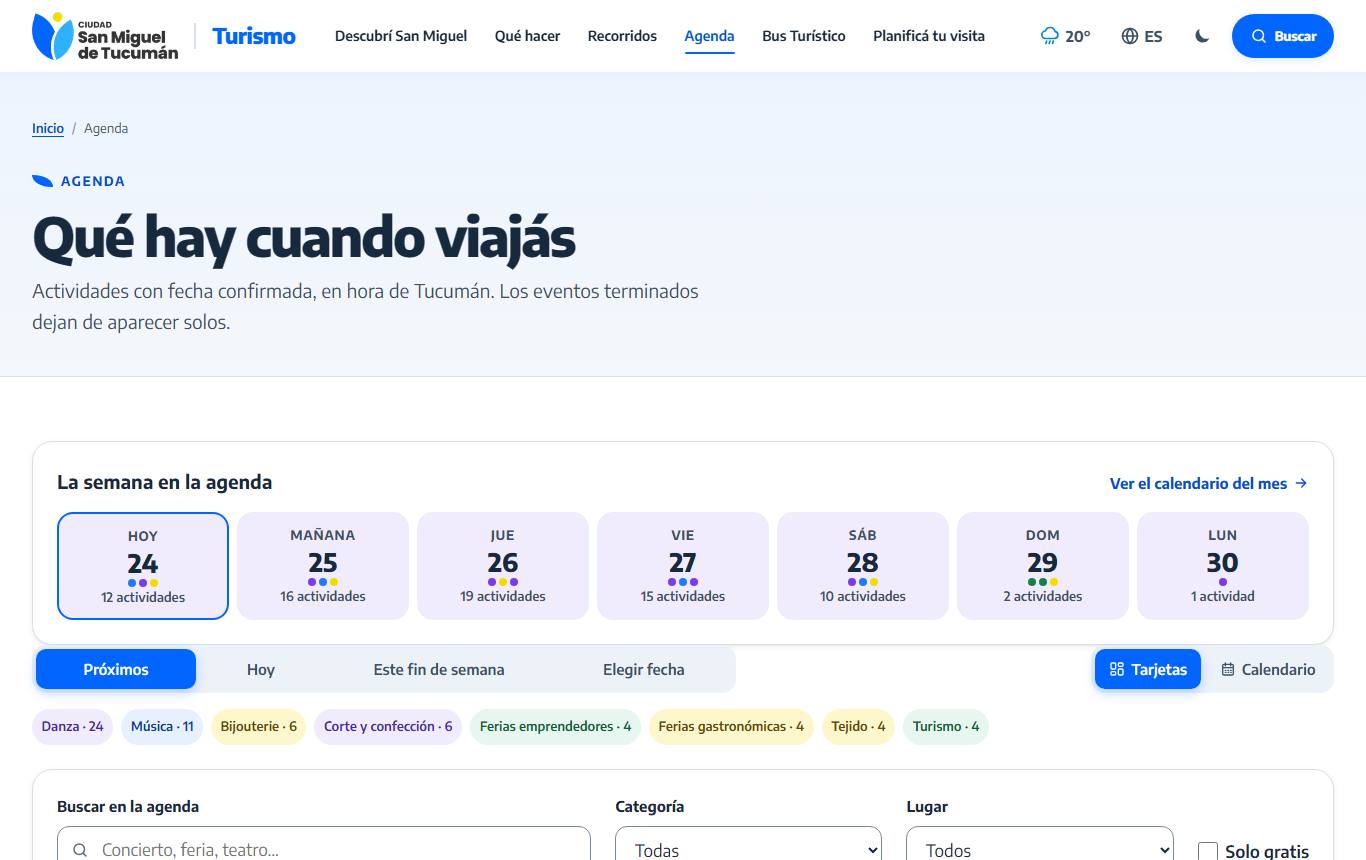 CIUDAD
San Miguel
de Tucumán
Turismo
Descubrí San Miguel
Qué hacer
Recorridos
Agenda
Bus Turístico
Planificá tu visita
20°
ES
Buscar
Inicio / Agenda
AGENDA
Qué hay cuando viajás
Actividades con fecha confirmada, en hora de Tucumán. Los eventos terminados
dejan de aparecer solos.
La semana en la agenda
Ver el calendario del mes →
HOY
24
12 actividades
MAÑANA
25
16 actividades
JUE
26
19 actividades
VIE
27
15 actividades
SÁB
28
10 actividades
DOM
29
2 actividades
LUN
30
1 actividad
Próximos
Hoy
Este fin de semana
Elegir fecha
Tarjetas
Calendario
Danza · 24
Música · 11
Bijouterie · 6
Corte y confección · 6
Ferias emprendedores · 4
Ferias gastronómicas · 4
Tejido · 4
Turismo · 4
Buscar en la agenda
Categoría
Lugar
Concierto, feria, teatro...
Todas
Todos
Solo gratis